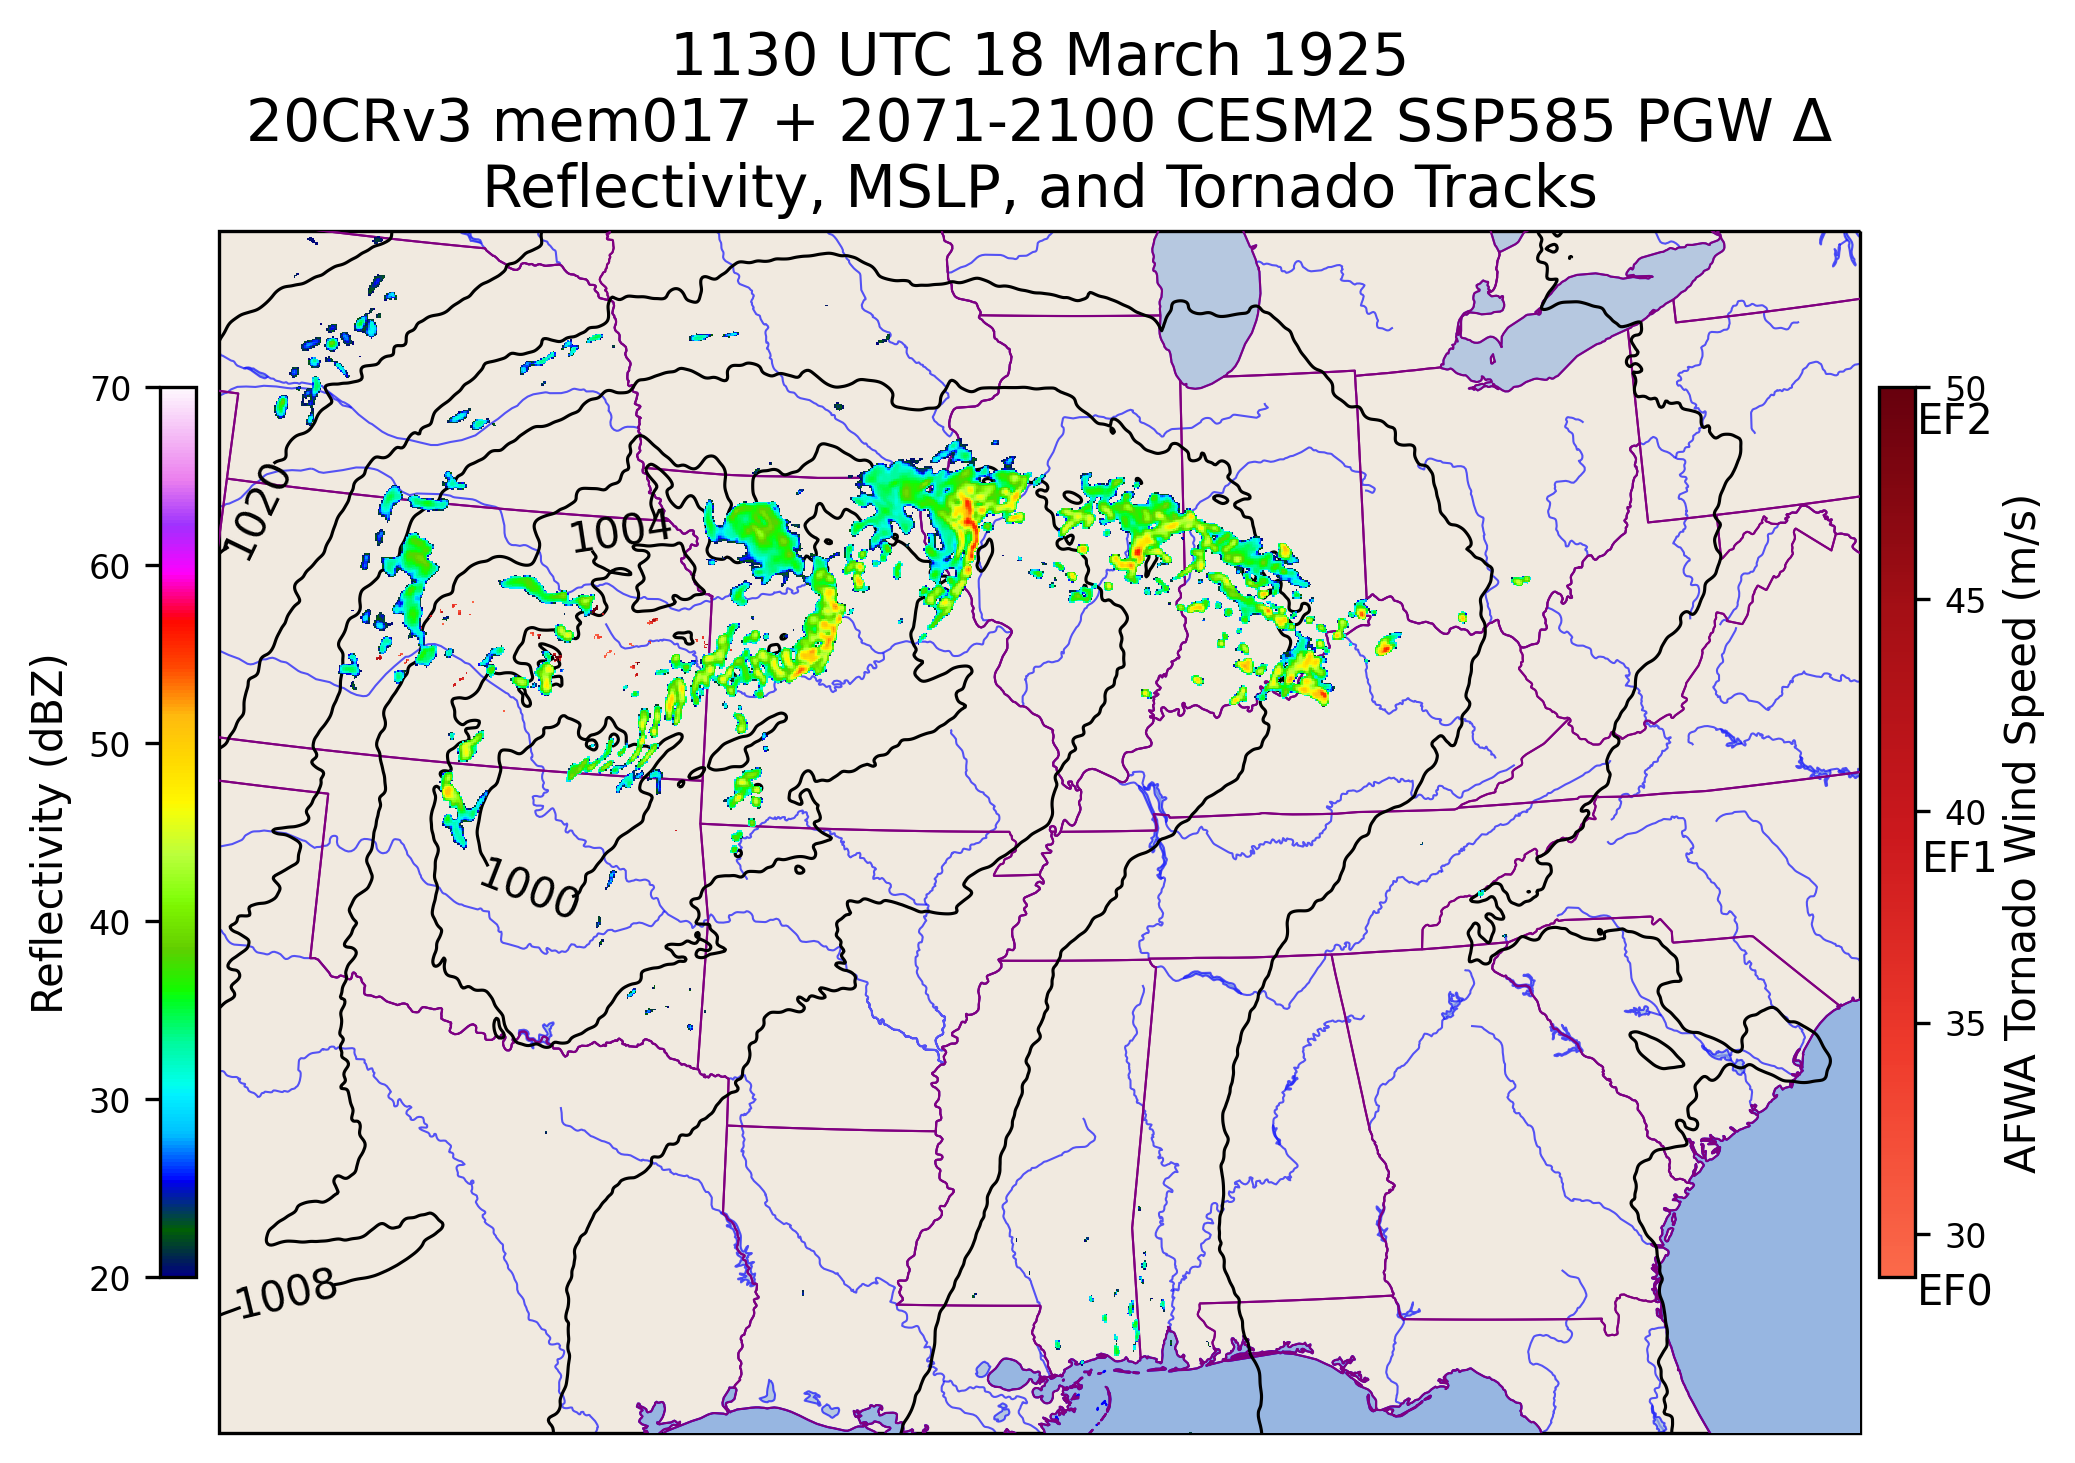 1130 UTC 18 March 1925
20CRv3 mem017 + 2071-2100 CESM2 SSP585 PGW Δ
Reflectivity, MSLP, and Tornado Tracks
Reflectivity (dBZ)
70
60
50
40
30
20
1020
1004
1000
1008
50
EF2
45
40
EF1
35
30
EF0
AFWA Tornado Wind Speed (m/s)